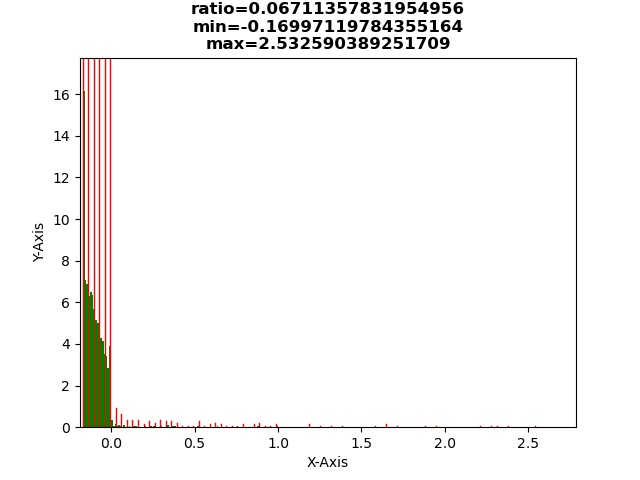 ratio=0.06711357831954956
min=-0.16997119784355164
max=2.532590389251709
16
14
12
10
8
6
4
2
0
Y-Axis
0.0 0.5 1.0 1.5 2.0 2.5
X-Axis